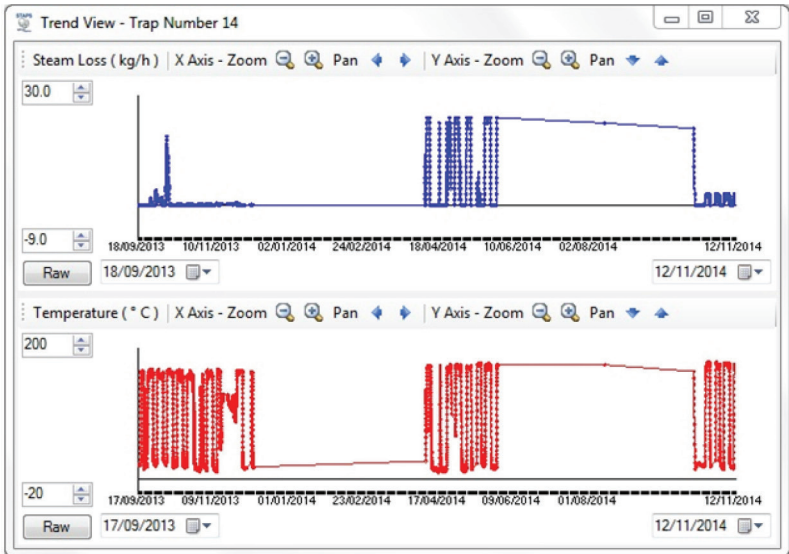 STAPS Trend View - Trap Number 14
Steam Loss ( kg/h ) X Axis - Zoom Pan Y Axis - Zoom Pan
30.0
-9.0
18/09/2013 10/11/2013 02/01/2014 24/02/2014 18/04/2014 10/06/2014 02/08/2014 12/11/2014
Raw 18/09/2013 12/11/2014
Temperature ( ° C ) X Axis - Zoom Pan Y Axis - Zoom Pan
200
-20
17/09/2013 09/11/2013 01/01/2014 23/02/2014 17/04/2014 09/06/2014 01/08/2014 12/11/2014
Raw 17/09/2013 12/11/2014